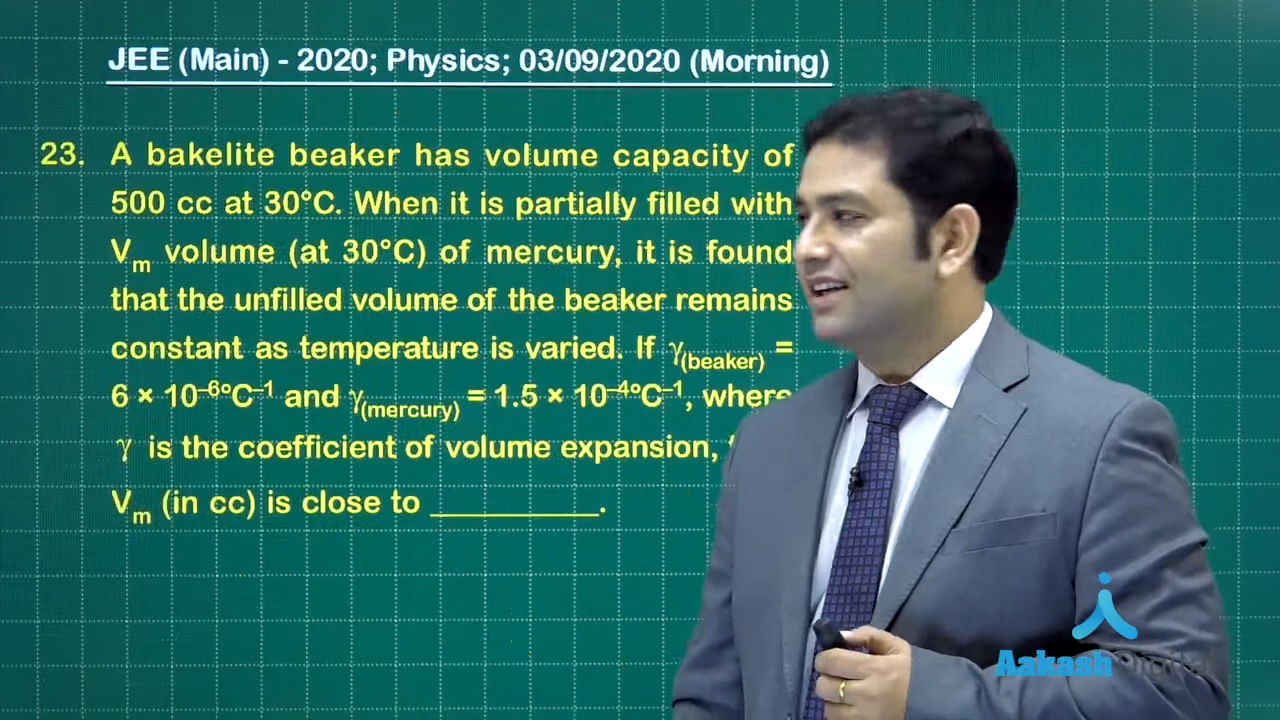 JEE (Main) - 2020; Physics; 03/09/2020 (Morning)
23. A bakelite beaker has volume capacity of
500 cc at 30°C. When it is partially filled with
Vm volume (at 30°C) of mercury, it is found
that the unfilled volume of the beaker remains
constant as temperature is varied. If γ(beaker) =
6 × 10–6°C–1 and γ(mercury) = 1.5 × 10–4°C–1, where
γ is the coefficient of volume expansion,
Vm (in cc) is close to __________.
Aakash Digital